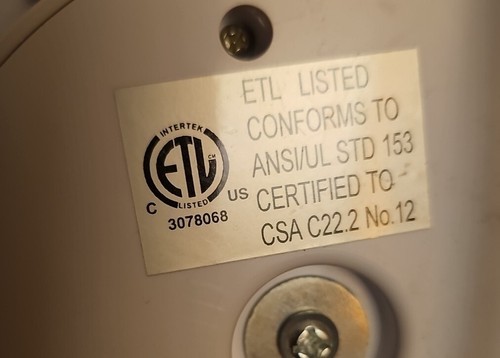 INTERTEK
ETL CM
LISTED
C US
3078068
ETL LISTED
CONFORMS TO
ANSI/UL STD 153
CERTIFIED TO
CSA C22.2 No.12